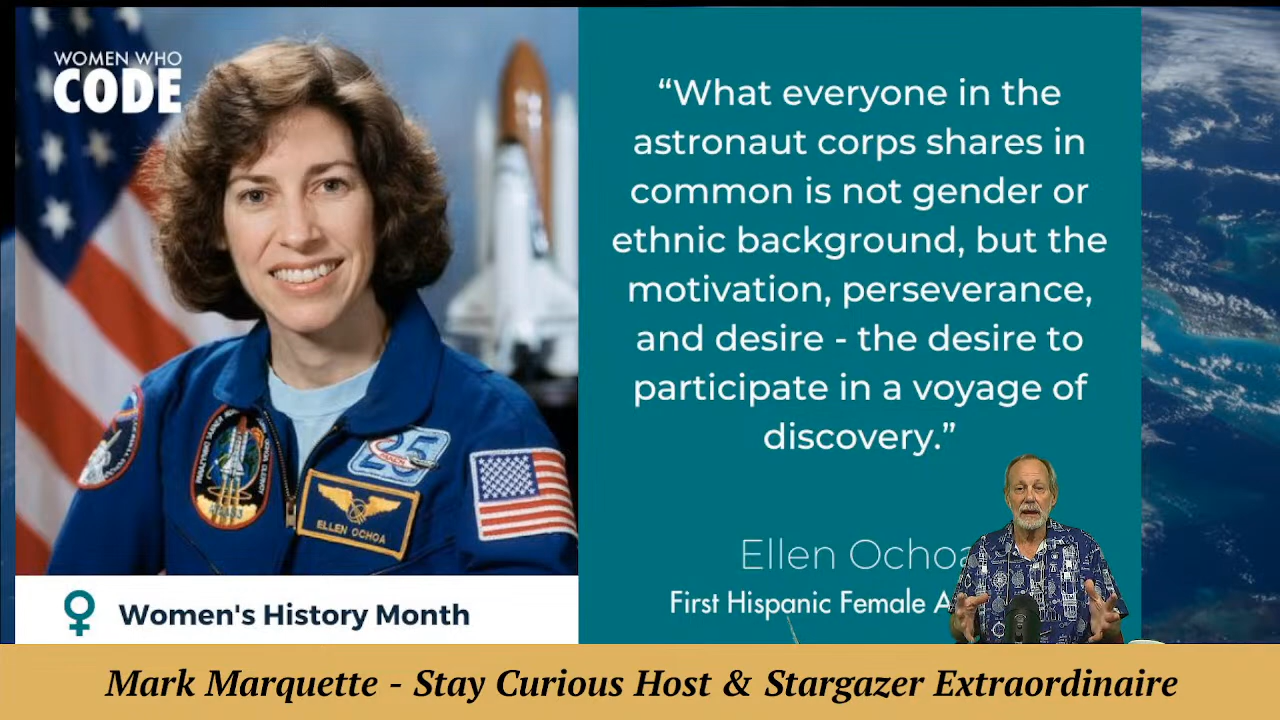 WOMEN WHO
CODE
“What everyone in the
astronaut corps shares in
common is not gender or
ethnic background, but the
motivation, perseverance,
and desire - the desire to
participate in a voyage of
discovery.”
Ellen Ochoa
First Hispanic Female A
25
ELLEN OCHOA
Women's History Month
Mark Marquette - Stay Curious Host & Stargazer Extraordinaire